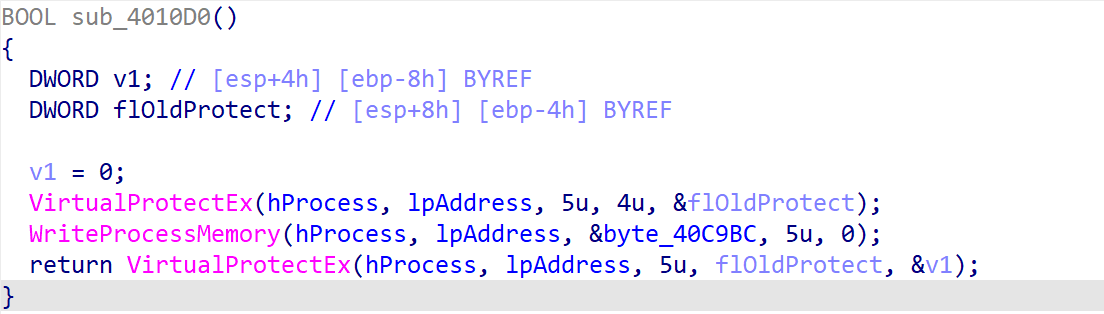 BOOL sub_4010D0()
{
  DWORD v1; // [esp+4h] [ebp-8h] BYREF
  DWORD flOldProtect; // [esp+8h] [ebp-4h] BYREF

  v1 = 0;
  VirtualProtectEx(hProcess, lpAddress, 5u, 4u, &flOldProtect);
  WriteProcessMemory(hProcess, lpAddress, &byte_40C9BC, 5u, 0);
  return VirtualProtectEx(hProcess, lpAddress, 5u, flOldProtect, &v1);
}